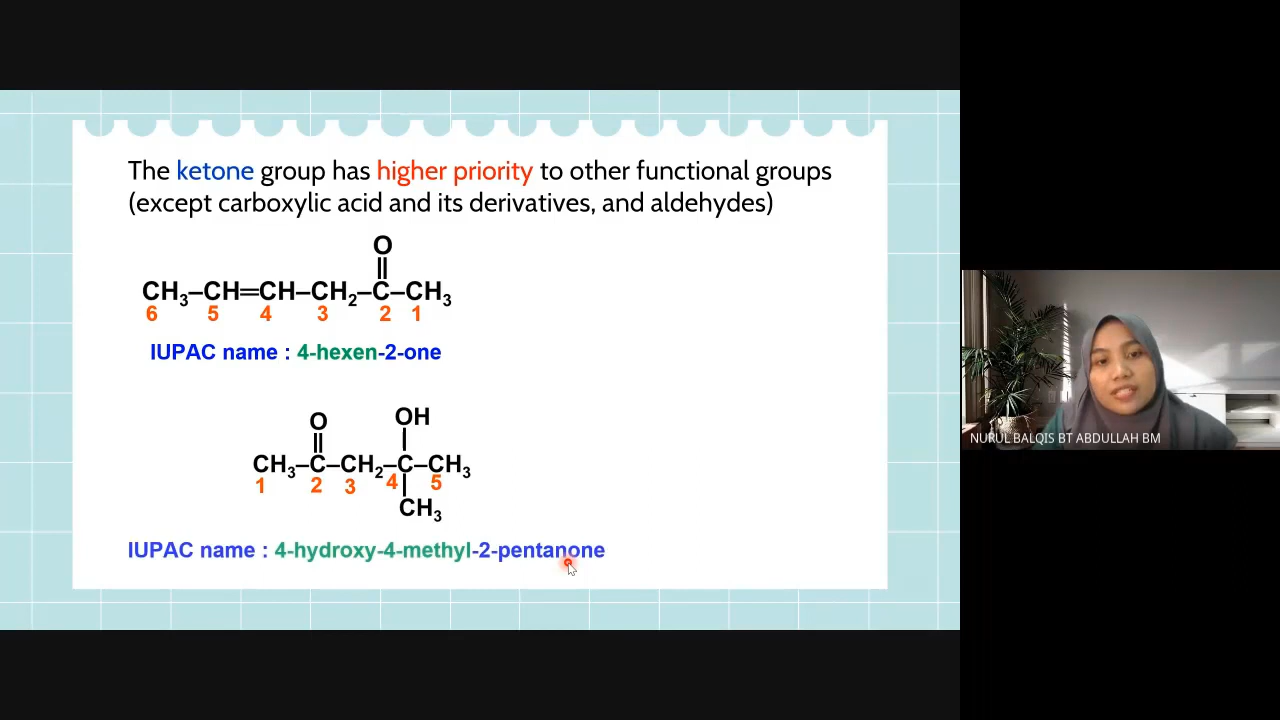 The ketone group has higher priority to other functional groups
(except carboxylic acid and its derivatives, and aldehydes)
O
CH3–CH=CH–CH2–C–CH3
6 5 4 3 2 1
IUPAC name : 4-hexen-2-one
O OH
CH3–C–CH2–C–CH3
1 2 3 4 5
CH3
IUPAC name : 4-hydroxy-4-methyl-2-pentanone
NURUL BALQIS BT ABDULLAH BM